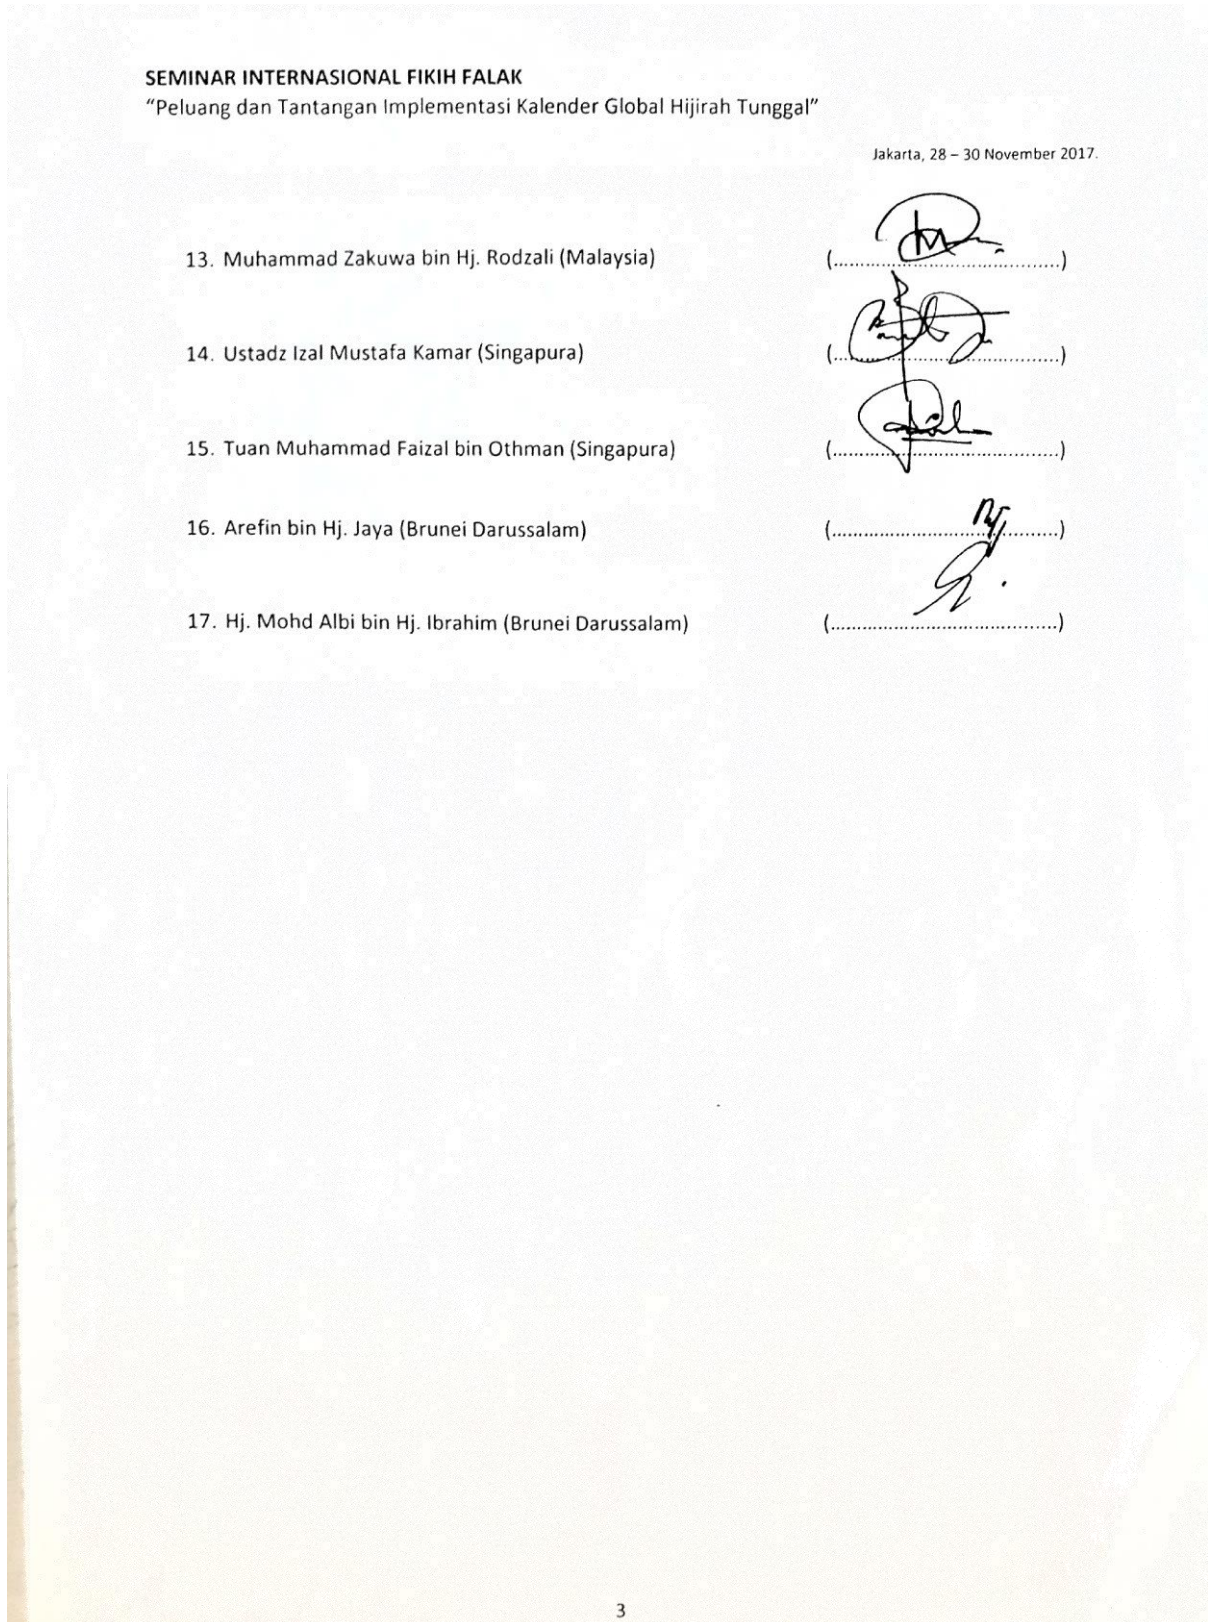 SEMINAR INTERNASIONAL FIKIH FALAK
"Peluang dan Tantangan Implementasi Kalender Global Hijirah Tunggal"
Jakarta, 28 – 30 November 2017.
13. Muhammad Zakuwa bin Hj. Rodzali (Malaysia) (........................................)
14. Ustadz Izal Mustafa Kamar (Singapura) (........................................)
15. Tuan Muhammad Faizal bin Othman (Singapura) (........................................)
16. Arefin bin Hj. Jaya (Brunei Darussalam) (........................................)
17. Hj. Mohd Albi bin Hj. Ibrahim (Brunei Darussalam) (........................................)
3